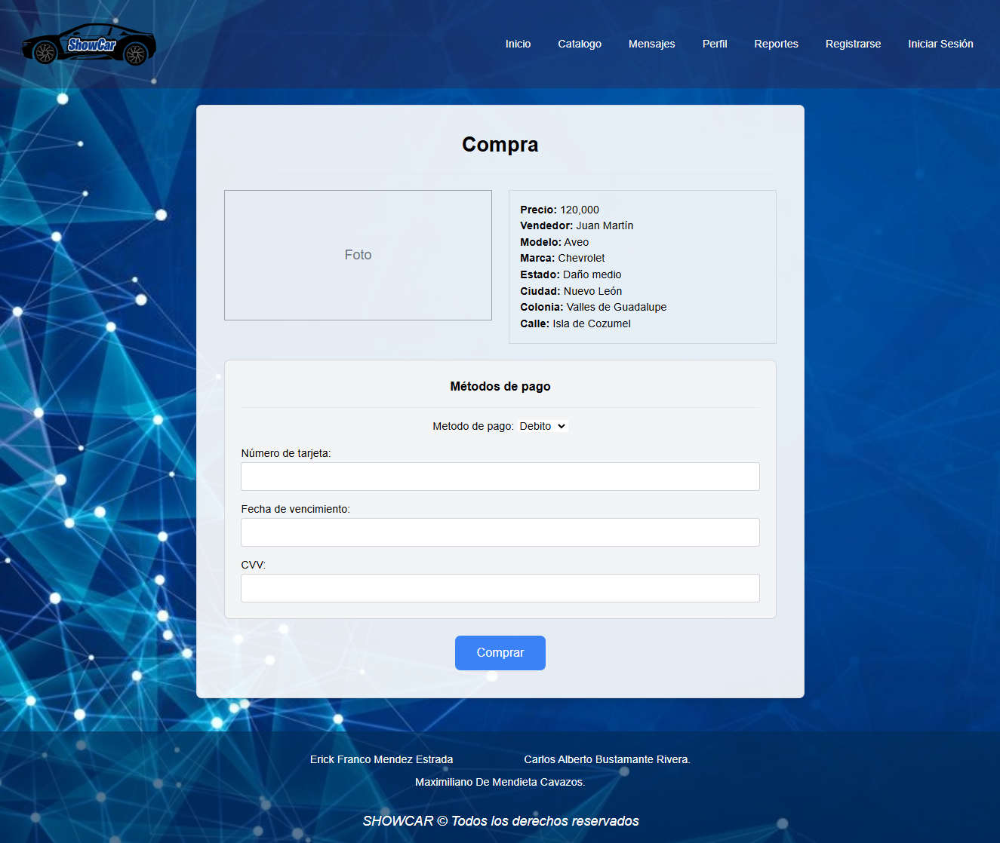 ShowCar
Inicio Catalogo Mensajes Perfil Reportes Registrarse Iniciar Sesión
Compra
Foto
Precio: 120,000
Vendedor: Juan Martín
Modelo: Aveo
Marca: Chevrolet
Estado: Daño medio
Ciudad: Nuevo León
Colonia: Valles de Guadalupe
Calle: Isla de Cozumel
Métodos de pago
Metodo de pago: Debito
Número de tarjeta:
Fecha de vencimiento:
CVV:
Comprar
Erick Franco Mendez Estrada Carlos Alberto Bustamante Rivera.
Maximiliano De Mendieta Cavazos.
SHOWCAR © Todos los derechos reservados